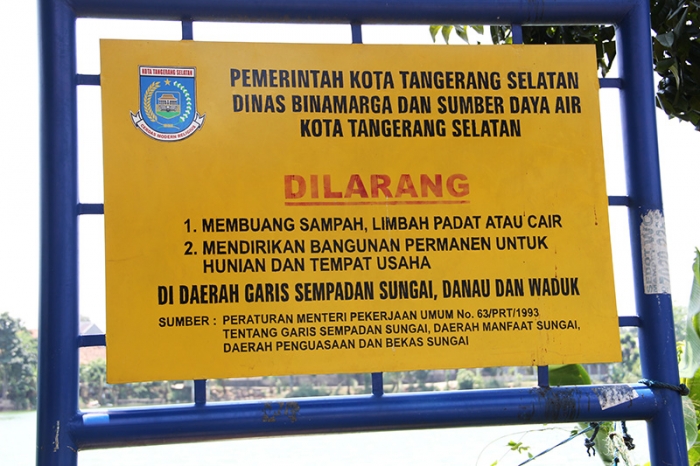 KOTA TANGERANG SELATAN
CERDAS MODERN RELIGIUS
PEMERINTAH KOTA TANGERANG SELATAN
DINAS BINAMARGA DAN SUMBER DAYA AIR
KOTA TANGERANG SELATAN
DILARANG
1. MEMBUANG SAMPAH, LIMBAH PADAT ATAU CAIR
2. MENDIRIKAN BANGUNAN PERMANEN UNTUK
HUNIAN DAN TEMPAT USAHA
DI DAERAH GARIS SEMPADAN SUNGAI, DANAU DAN WADUK
SUMBER : PERATURAN MENTERI PEKERJAAN UMUM No. 63/PRT/1993
TENTANG GARIS SEMPADAN SUNGAI, DAERAH MANFAAT SUNGAI,
DAERAH PENGUASAAN DAN BEKAS SUNGAI